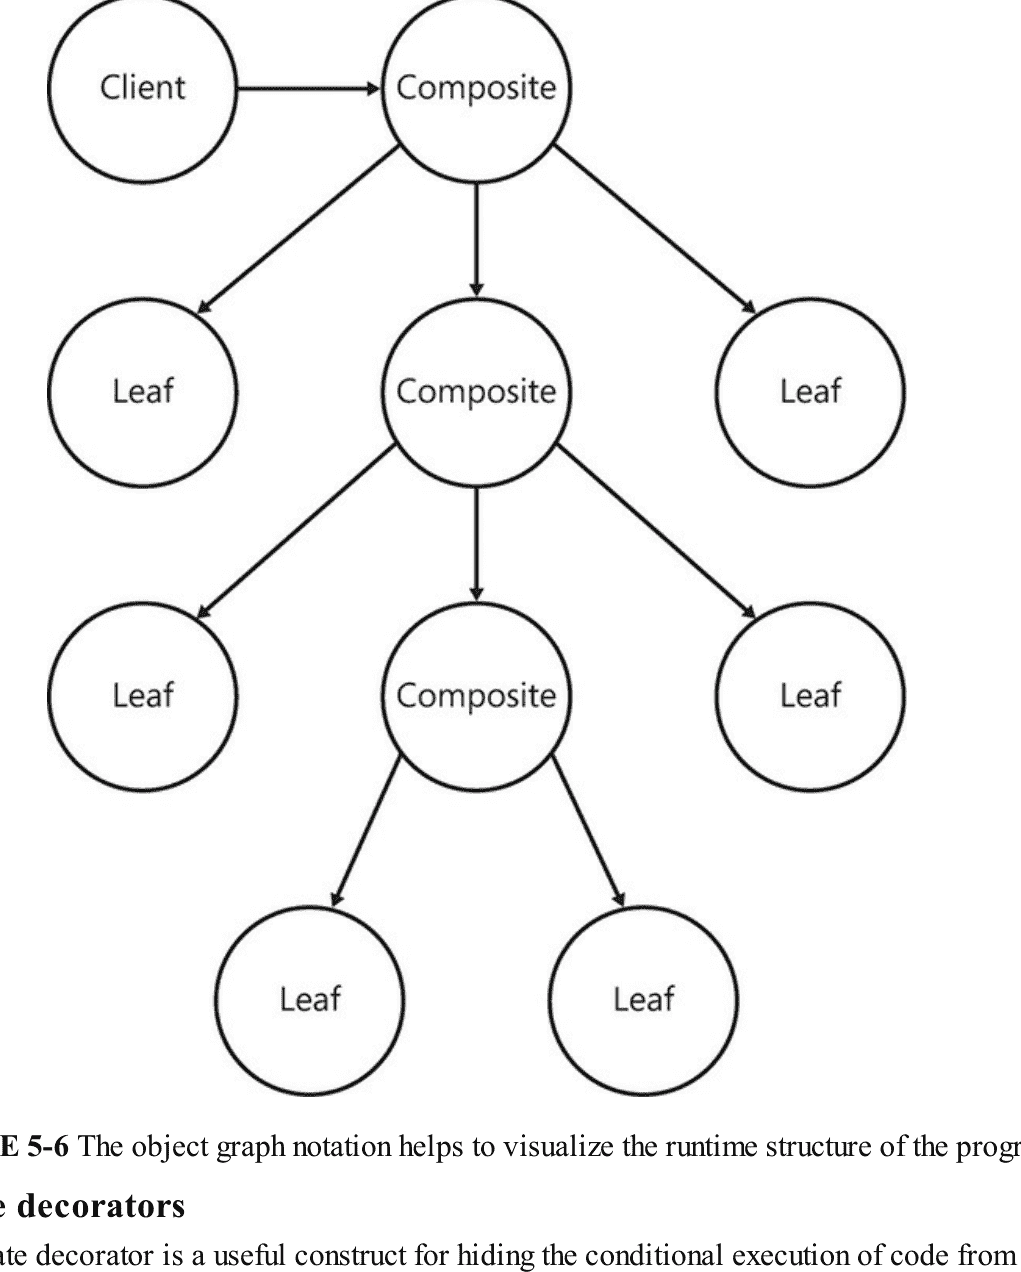 Client Composite
Leaf Composite Leaf
Leaf Composite Leaf
Leaf Leaf
E 5-6 The object graph notation helps to visualize the runtime structure of the progr
e decorators
ate decorator is a useful construct for hiding the conditional execution of code from